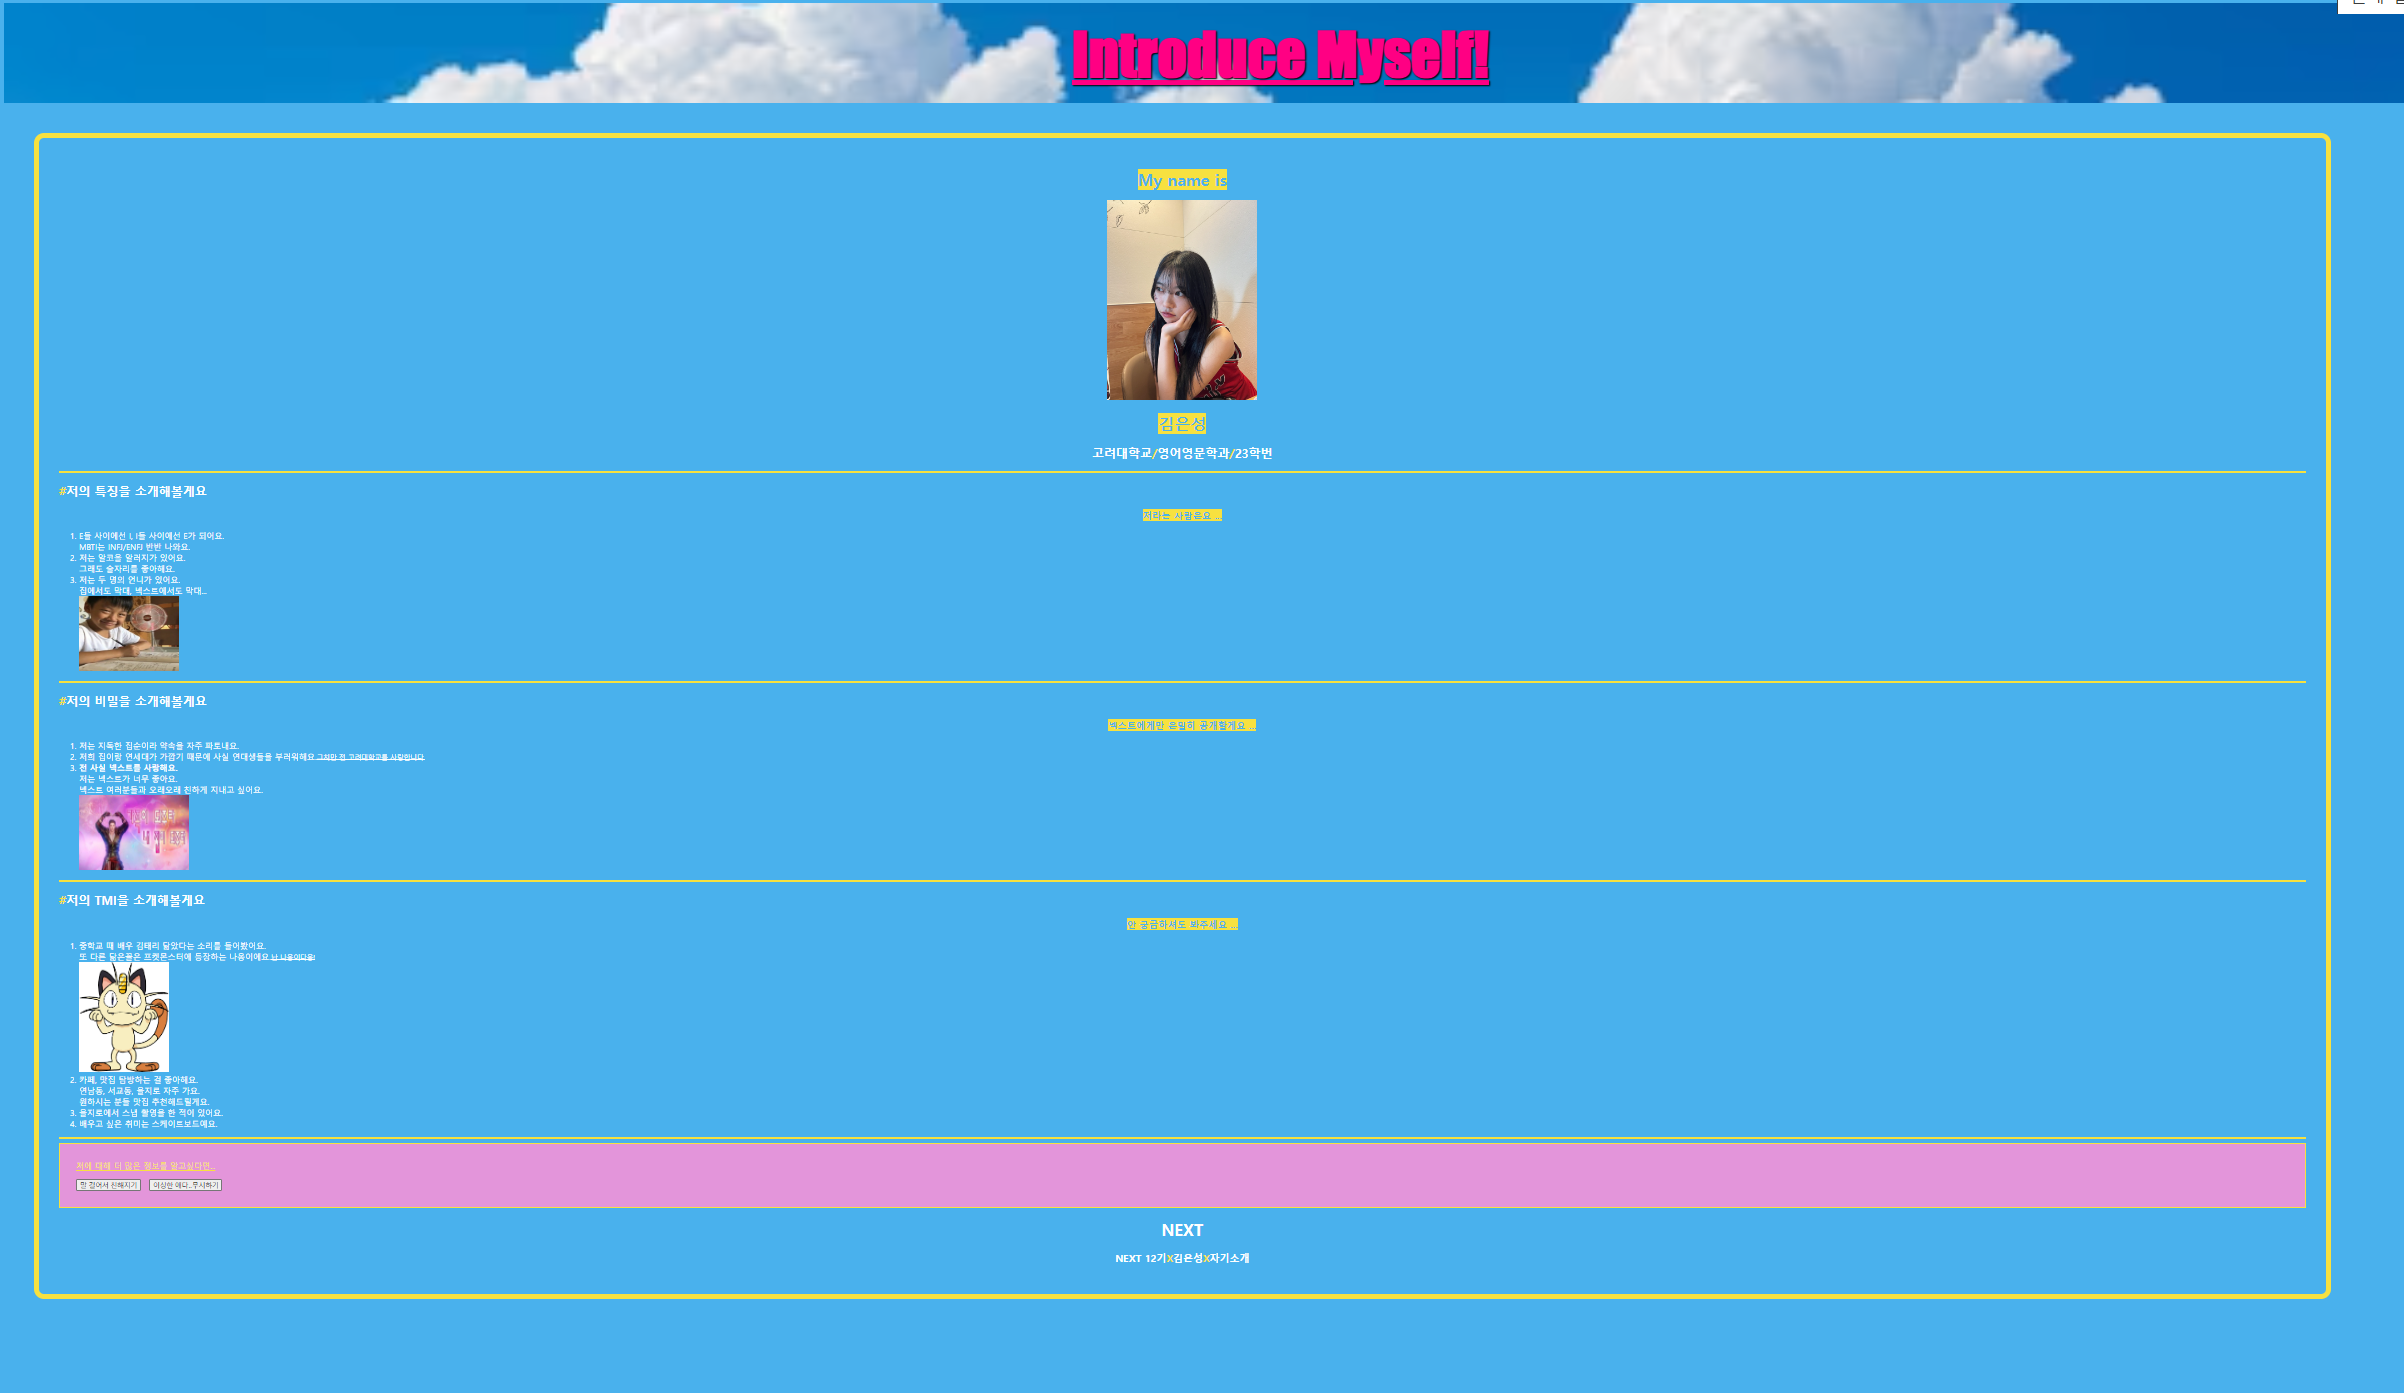 Introduce Myself!
My name is
김은성
고려대학교/영어영문학과/23학번
#저의 특징을 소개해볼게요
저라는 사람은요 ...
1. E들 사이에선 I, I들 사이에선 E가 되어요.
MBTI는 INFJ/ENFJ 반반 나와요.
2. 저는 알코올 알러지가 있어요.
그래도 술자리를 좋아해요.
3. 저는 두 명의 언니가 있어요.
집에서도 막내, 넥스트에서도 막내...
#저의 비밀을 소개해볼게요
넥스트에게만 은밀히 공개할게요 ...
1. 저는 지독한 집순이라 약속을 자주 파토내요.
2. 저희 집이랑 연세대가 가깝기 때문에 사실 연대생들을 부러워해요 그치만 전 고려대학교를 사랑합니다.
3. 전 사실 넥스트를 사랑해요.
저는 넥스트가 너무 좋아요.
넥스트 여러분들과 오래오래 친하게 지내고 싶어요.
#저의 TMI을 소개해볼게요
안 궁금하셔도 봐주세요 ...
1. 중학교 때 배우 김태리 닮았다는 소리를 들어봤어요.
또 다른 닮은꼴은 포켓몬스터에 등장하는 나옹이에요 난 나옹이다옹!
2. 카페, 맛집 탐방하는 걸 좋아해요.
연남동, 서교동, 을지로 자주 가요.
원하시는 분들 맛집 추천해드릴게요.
3. 을지로에서 스냅 촬영을 한 적이 있어요.
4. 배우고 싶은 취미는 스케이트보드예요.
저에 대해 더 많은 정보를 알고싶다면...
말 걸어서 친해지기 이상한 애다...무시하기
NEXT
NEXT 12기X김은성X자기소개